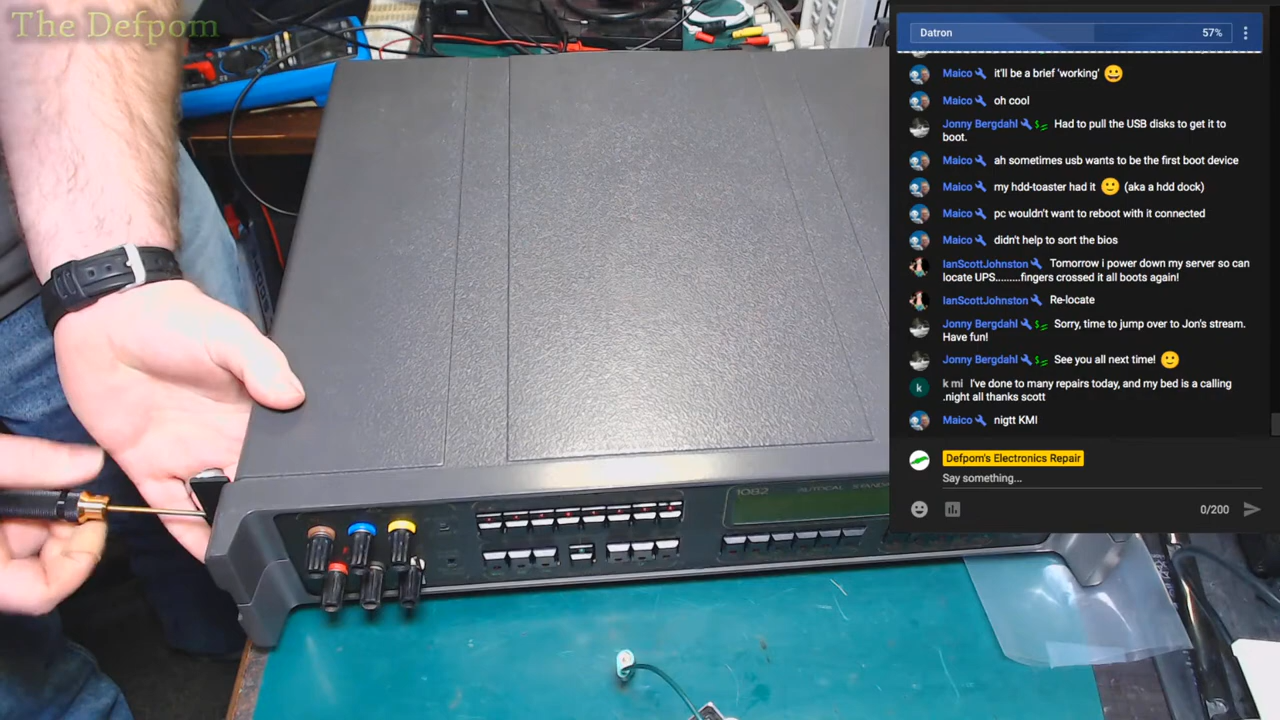 The Defpom
Datron 57%
Maico it'll be a brief 'working'
Maico oh cool
Jonny Bergdahl Had to pull the USB disks to get it to
boot.
Maico ah sometimes usb wants to be the first boot device
Maico my hdd-toaster had it (aka a hdd dock)
Maico pc wouldn't want to reboot with it connected
Maico didn't help to sort the bios
IanScottJohnston Tomorrow i power down my server so can
locate UPS.........fingers crossed it all boots again!
IanScottJohnston Re-locate
Jonny Bergdahl Sorry, time to jump over to Jon's stream.
Have fun!
Jonny Bergdahl See you all next time!
k k mi I've done to many repairs today, and my bed is a calling
.night all thanks scott
Maico nigtt KMI
Defpom's Electronics Repair
Say something...
0/200
AUTOCAL